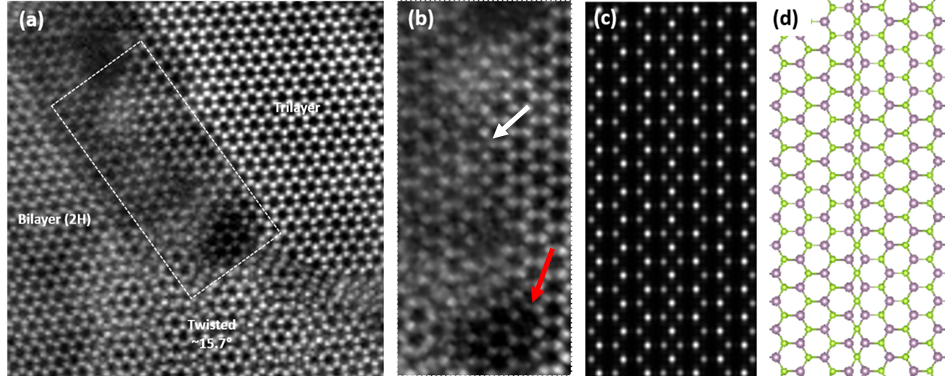 (a)
(b)
(c)
(d)
Trilayer
Bilayer (2H)
Twisted
~15.7°